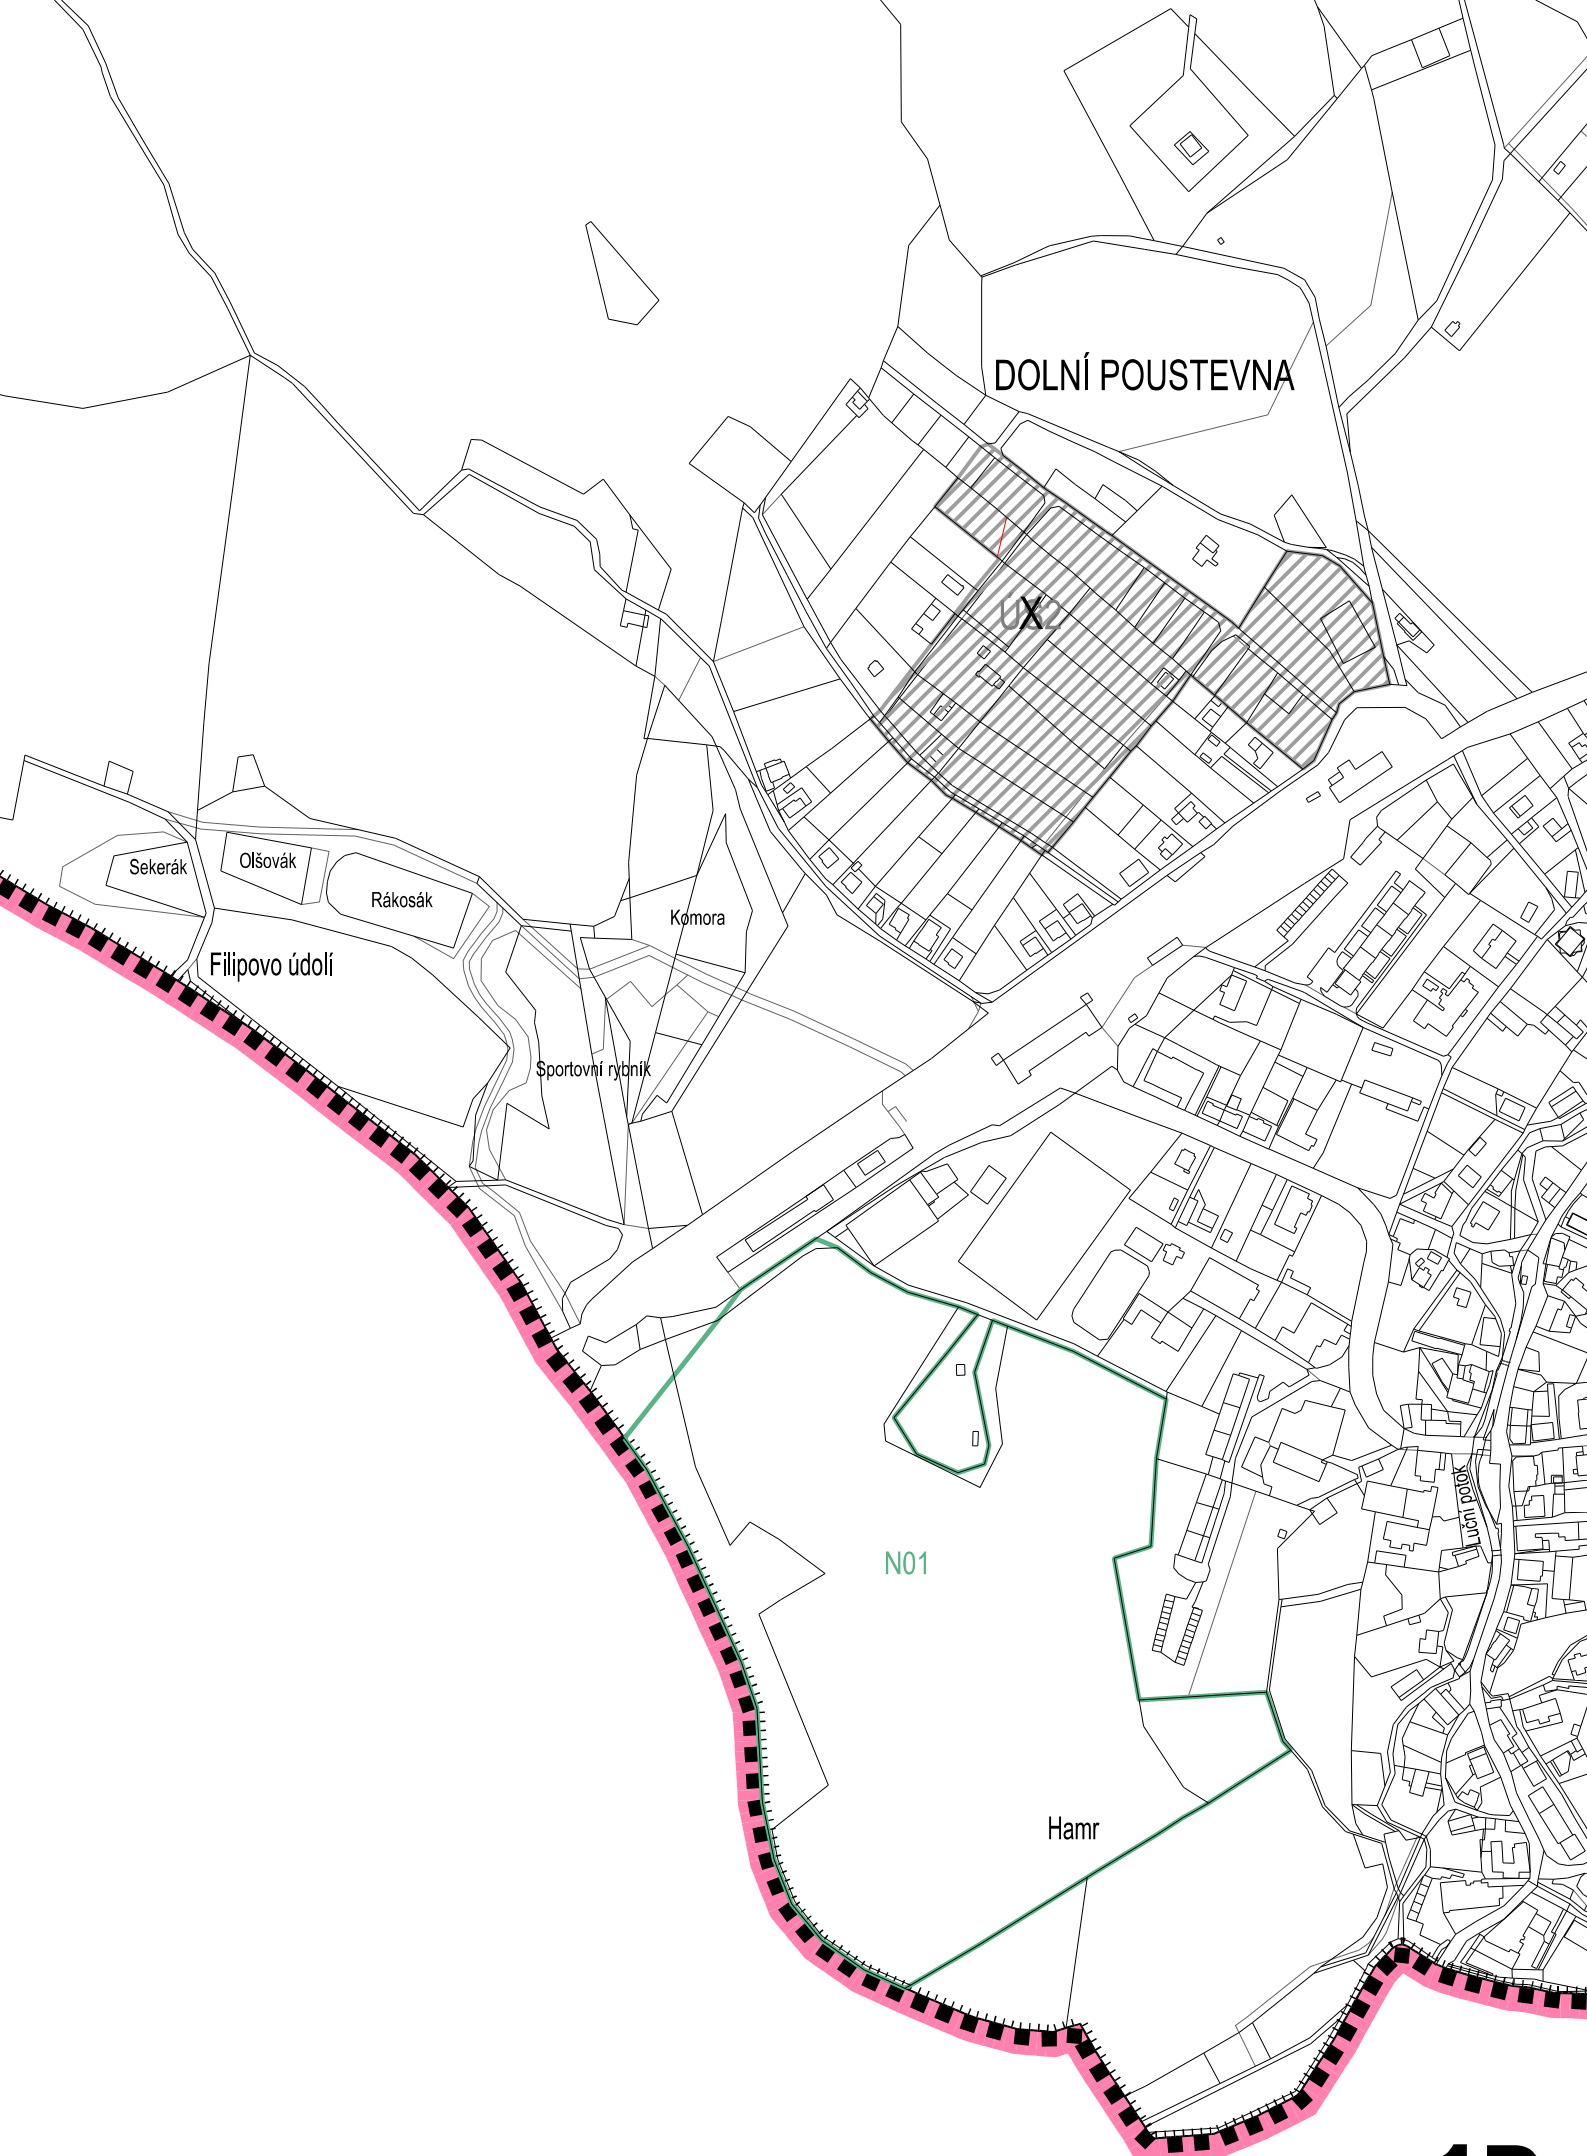 DOLNÍ POUSTEVNA
X
Sekerák
Olšovák
Rákosák
Komora
Filipovo údolí
Sportovní rybník
Luční potok
N01
Hamr